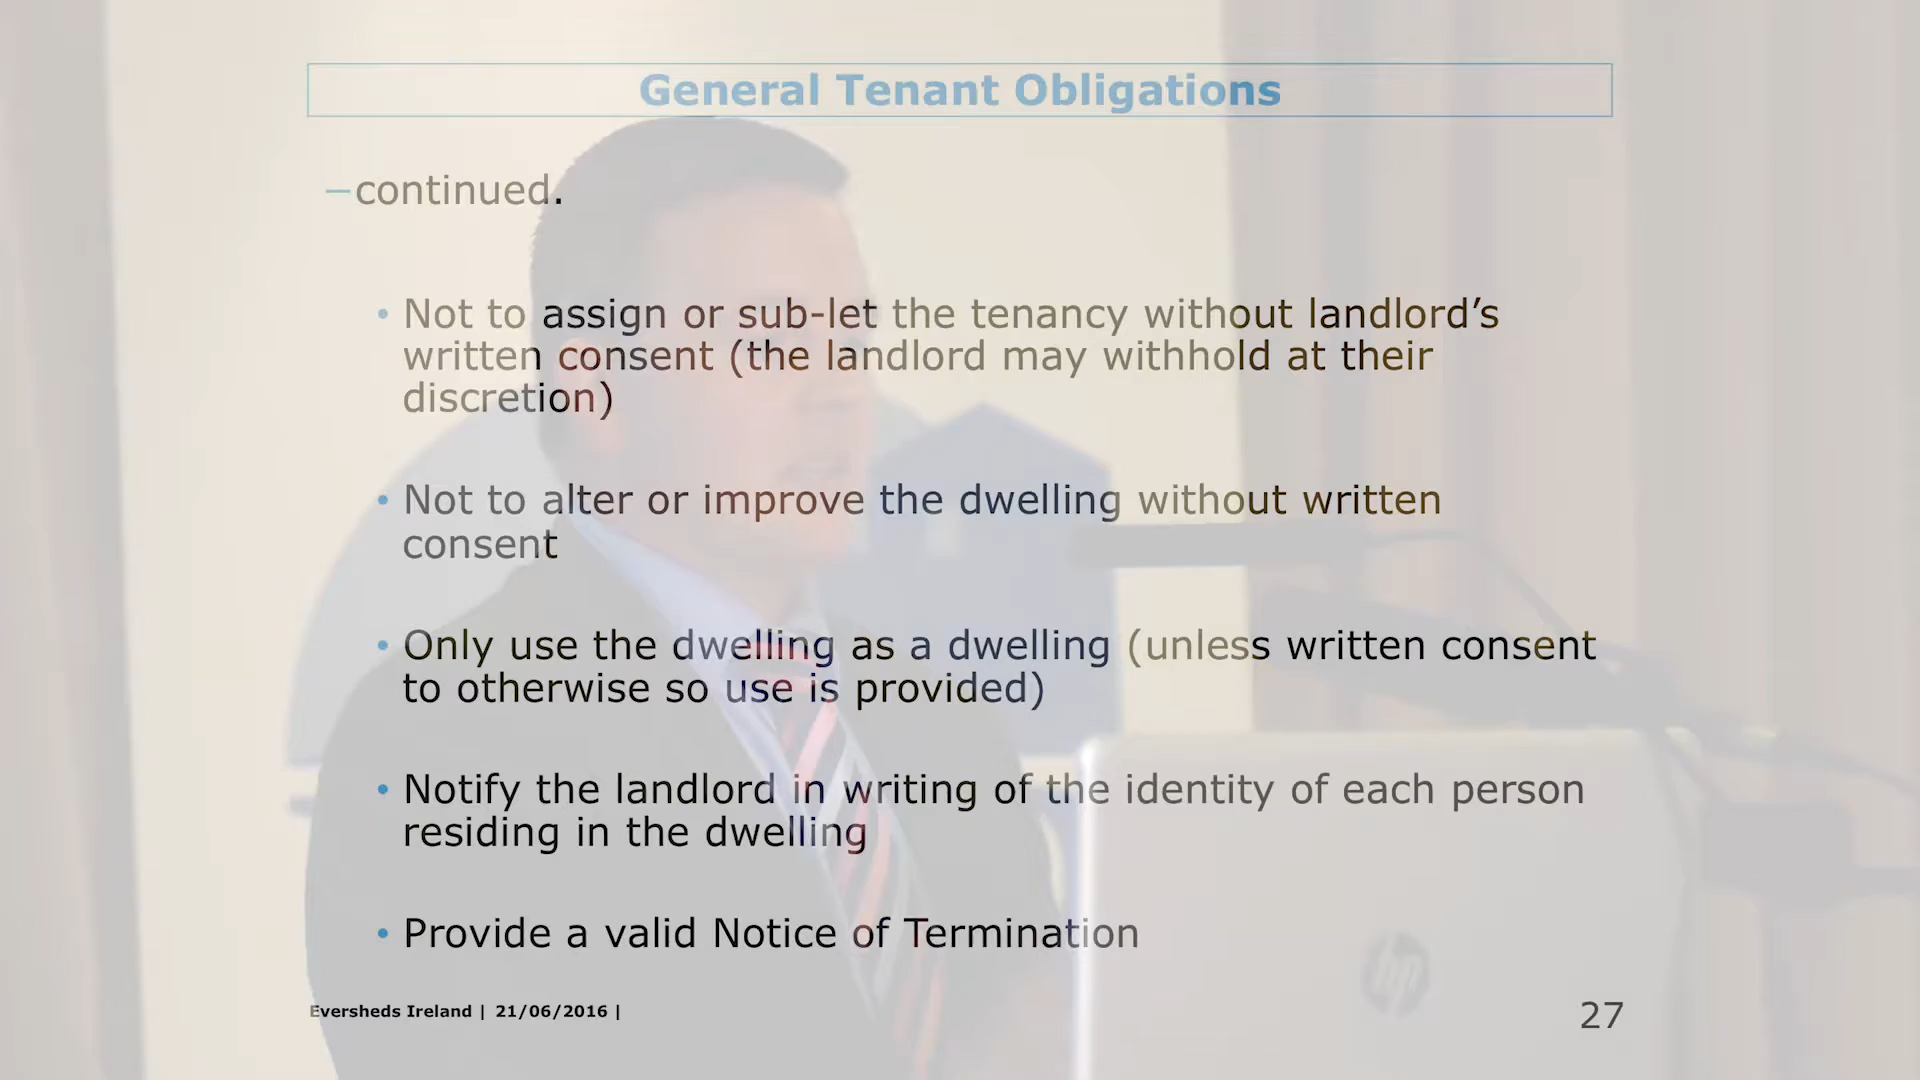 General Tenant Obligations
–continued.
• Not to assign or sub-let the tenancy without landlord’s
written consent (the landlord may withhold at their
discretion)
• Not to alter or improve the dwelling without written
consent
• Only use the dwelling as a dwelling (unless written consent
to otherwise so use is provided)
• Notify the landlord in writing of the identity of each person
residing in the dwelling
• Provide a valid Notice of Termination
hp
Eversheds Ireland | 21/06/2016 |
27